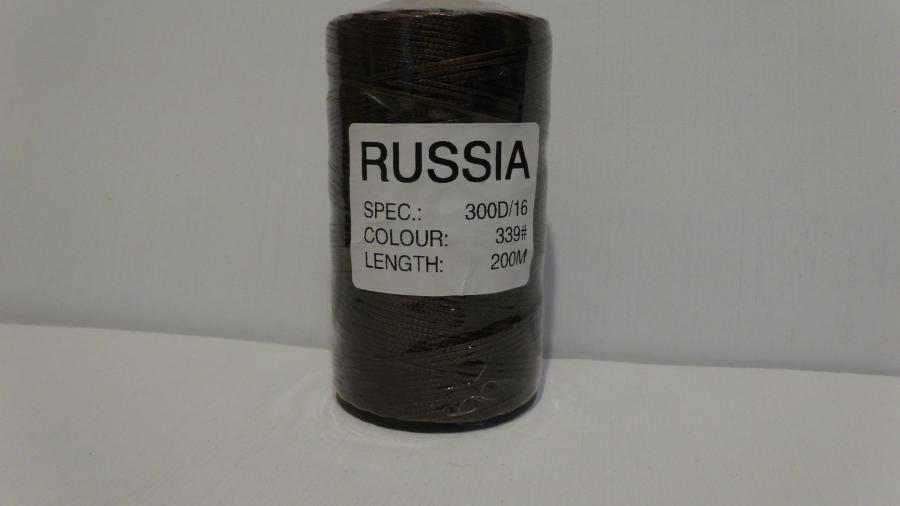 RUSSIA
SPEC.: 300D/16
COLOUR: 339#
LENGTH: 200M